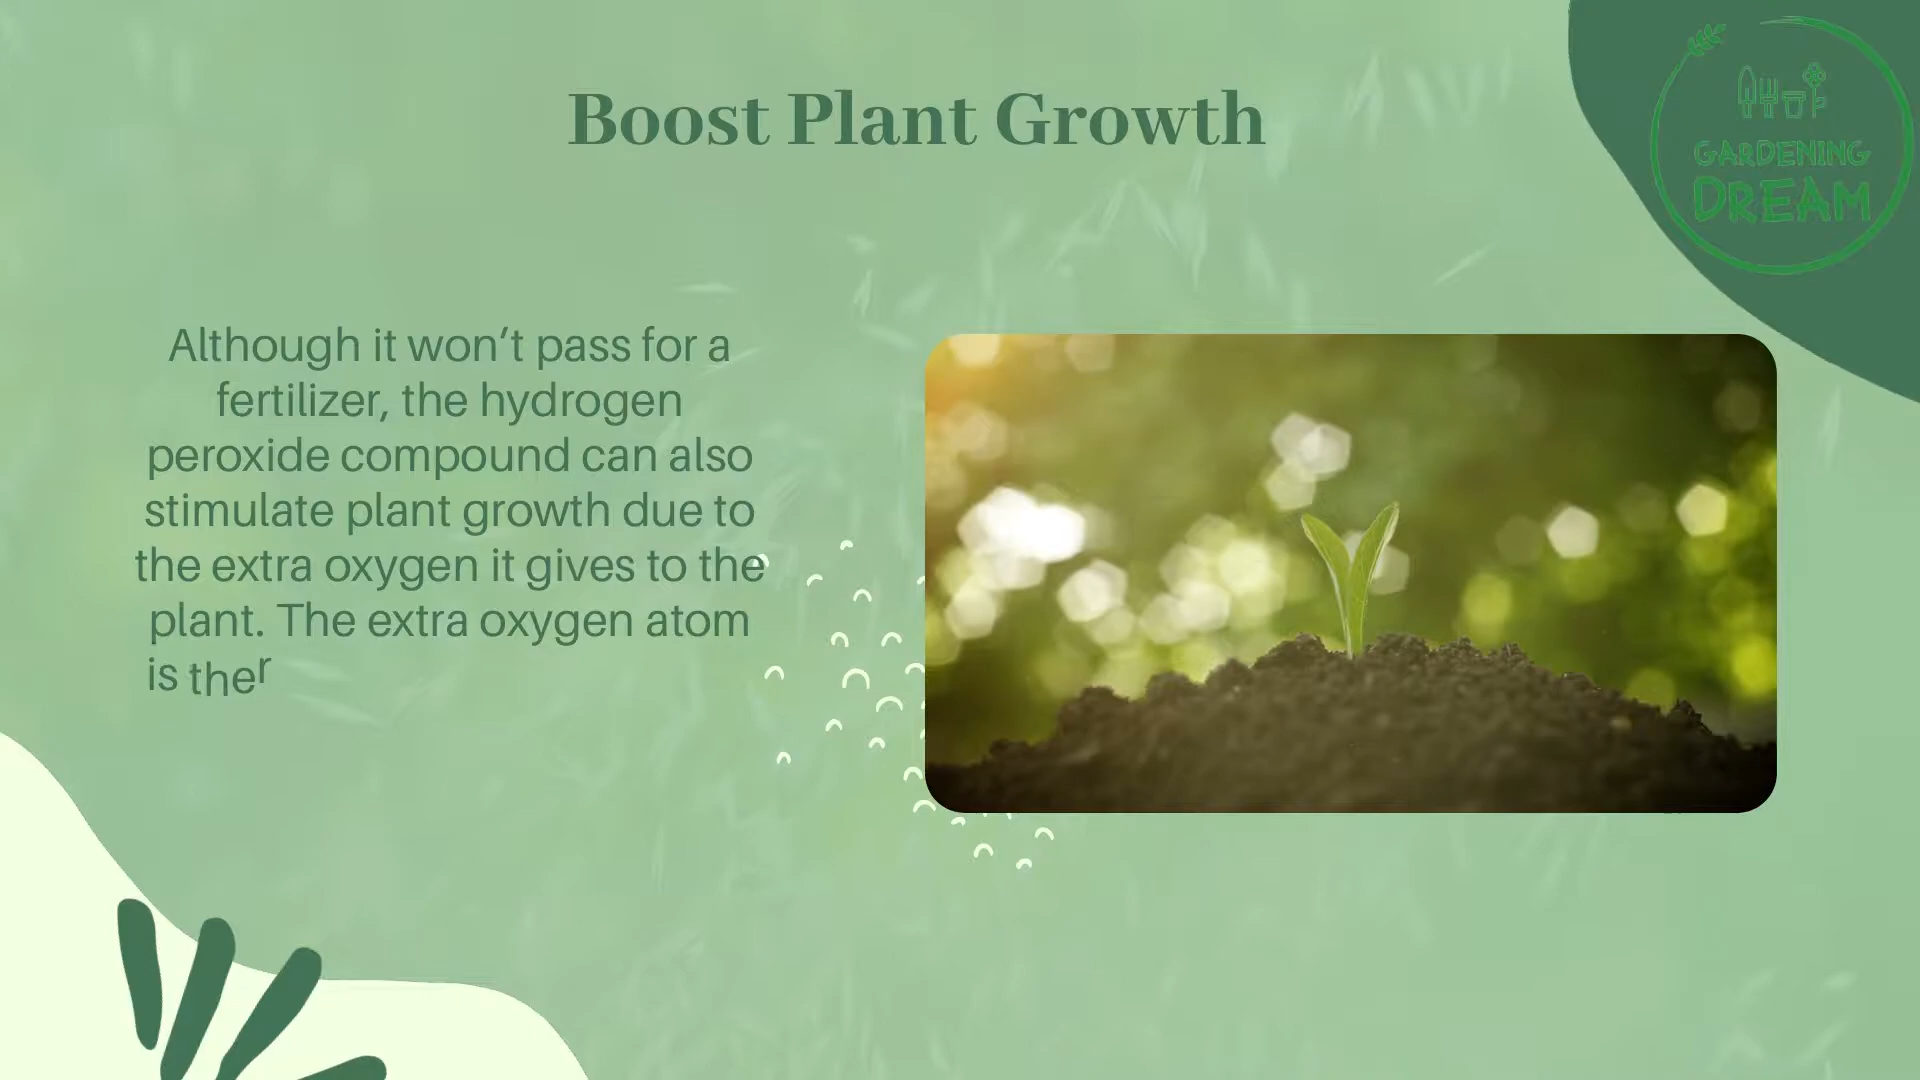 Boost Plant Growth
GARDENING
DREAM
Although it won’t pass for a
fertilizer, the hydrogen
peroxide compound can also
stimulate plant growth due to
the extra oxygen it gives to the
plant. The extra oxygen atom
is ther